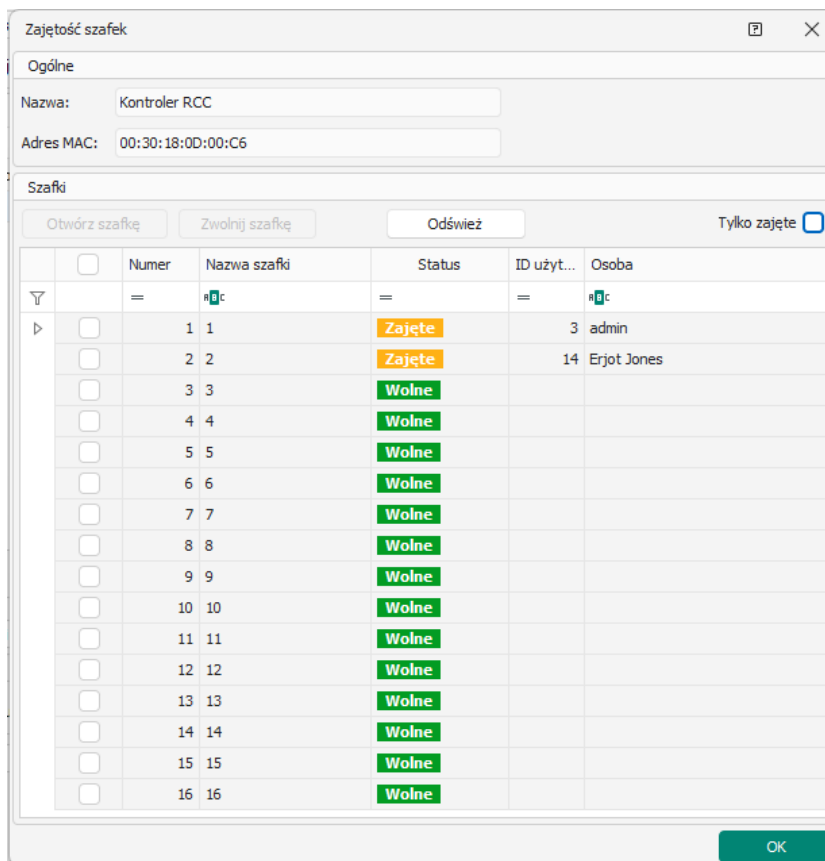 Zajętość szafek
Ogólne
Nazwa: Kontroler RCC
Adres MAC: 00:30:18:0D:00:C6
Szafki
Otwórz szafkę Zwolnij szafkę Odśwież Tylko zajęte
Numer Nazwa szafki Status ID użyt... Osoba
= ABC = = ABC
1 1 Zajęte 3 admin
2 2 Zajęte 14 Erjot Jones
3 3 Wolne
4 4 Wolne
5 5 Wolne
6 6 Wolne
7 7 Wolne
8 8 Wolne
9 9 Wolne
10 10 Wolne
11 11 Wolne
12 12 Wolne
13 13 Wolne
14 14 Wolne
15 15 Wolne
16 16 Wolne
OK